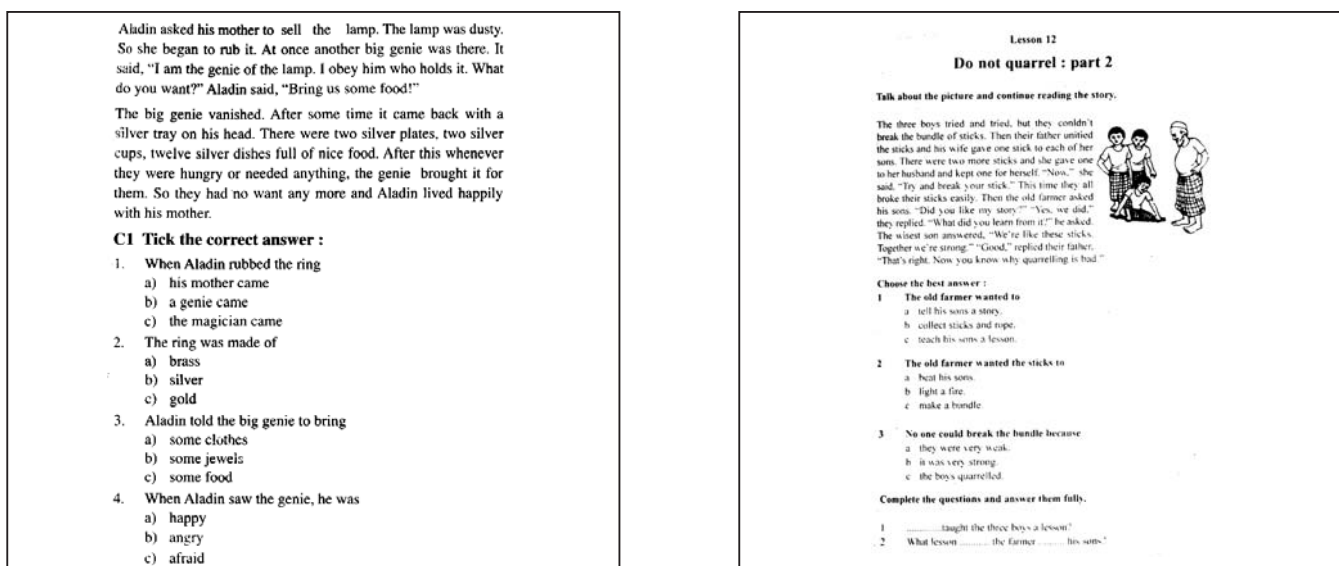 Aladin asked his mother to sell the lamp. The lamp was dusty.
So she began to rub it. At once another big genie was there. It
said, “I am the genie of the lamp. I obey him who holds it. What
do you want?” Aladin said, “Bring us some food!”
The big genie vanished. After some time it came back with a
silver tray on his head. There were two silver plates, two silver
cups, twelve silver dishes full of nice food. After this whenever
they were hungry or needed anything, the genie brought it for
them. So they had no want any more and Aladin lived happily
with his mother.
C1 Tick the correct answer :
1. When Aladin rubbed the ring
a) his mother came
b) a genie came
c) the magician came
2. The ring was made of
a) brass
b) silver
c) gold
3. Aladin told the big genie to bring
a) some clothes
b) some jewels
c) some food
4. When Aladin saw the genie, he was
a) happy
b) angry
c) afraid
Lesson 12
Do not quarrel : part 2
Talk about the picture and continue reading the story.
The three boys tried and tried, but they couldn't
break the bundle of sticks. Then their father untied
the sticks and his wife gave one stick to each of her
sons. There were two more sticks and she gave one
to her husband and kept one for herself. “Now,” she
said, “Try and break your stick.” This time they all
broke their sticks easily. Then the old farmer asked
his sons. “Did you like my story?” “Yes, we did,”
they replied. “What did you learn from it?” he asked.
The wisest son answered, “We're like these sticks.
Together we're strong.” “Good,” replied their father,
“That's right. Now you know why quarrelling is bad.”
Choose the best answer :
1 The old farmer wanted to
a tell his sons a story.
b collect sticks and rope.
c teach his sons a lesson.
2 The old farmer wanted the sticks to
a beat his sons.
b light a fire.
c make a bundle.
3 No one could break the bundle because
a they were very weak.
b it was very strong.
c the boys quarrelled.
Complete the questions and answer them fully.
1 .......... taught the three boys a lesson?
2 What lesson .......... the farmer .......... his sons?